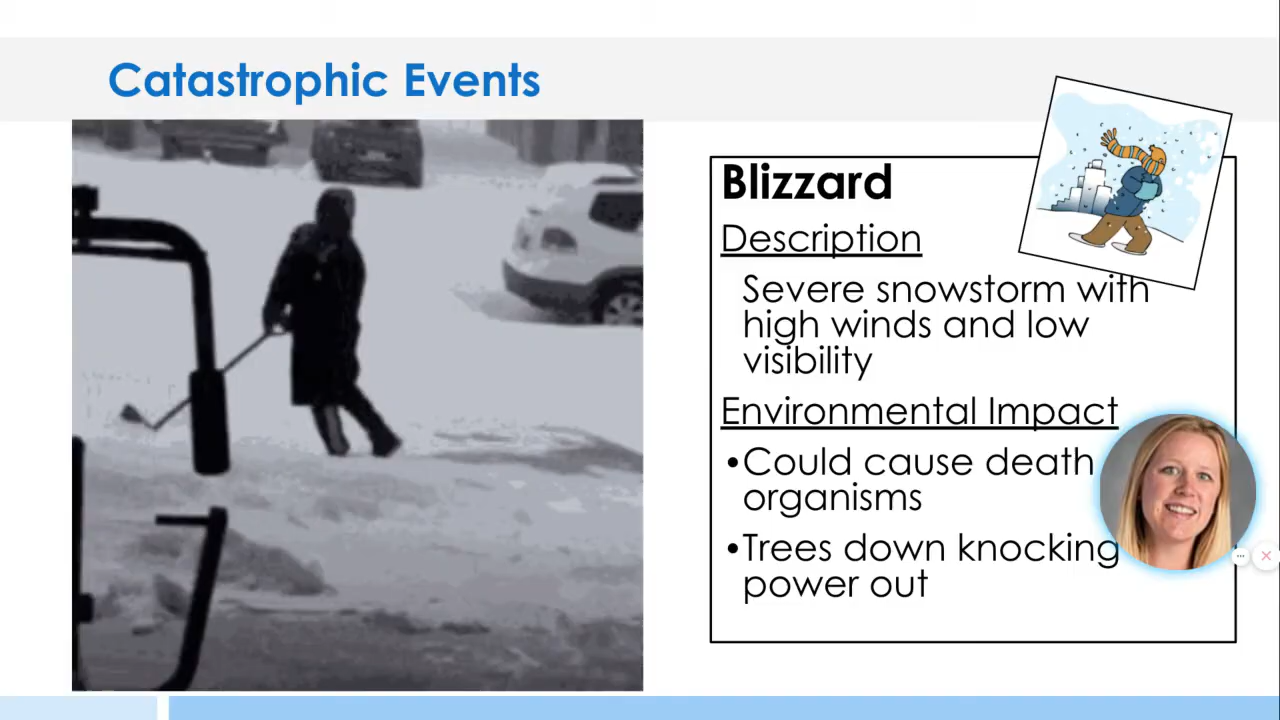 Catastrophic Events
Blizzard
Description
Severe snowstorm with
high winds and low
visibility
Environmental Impact
•Could cause death
organisms
•Trees down knocking
power out